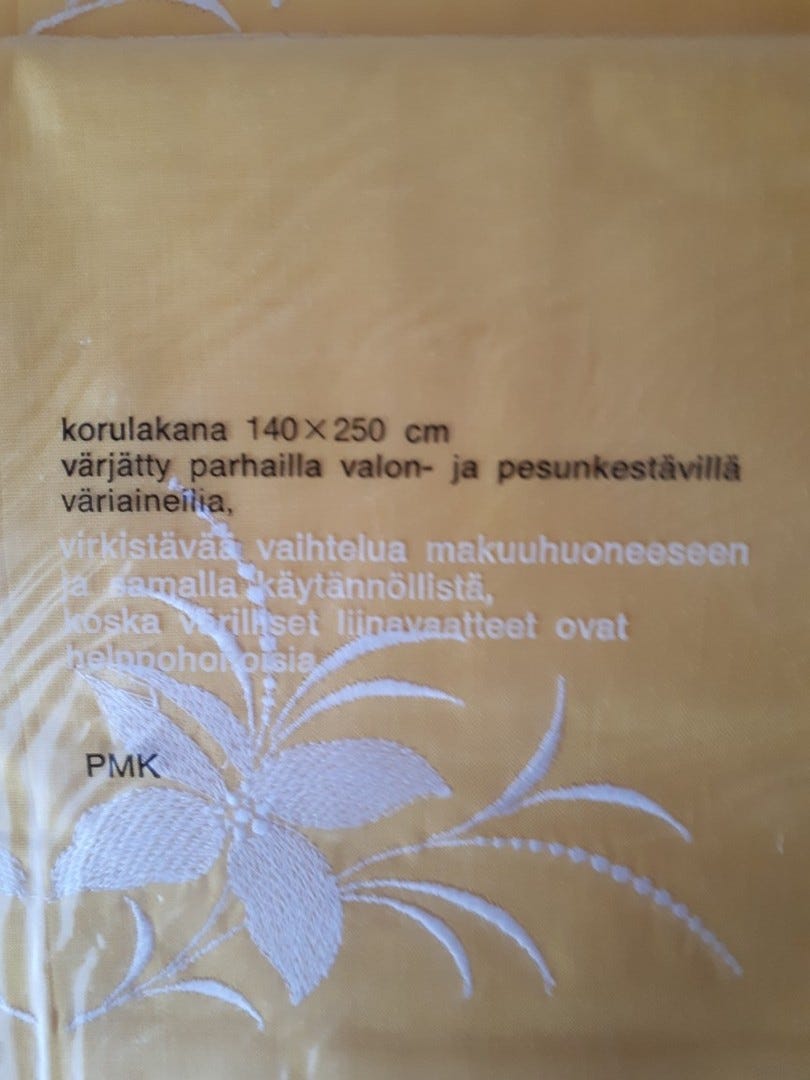 korulakana 140×250 cm
värjätty parhailla valon- ja pesunkestävillä
väriaineilla,
virkistävää vaihtelua makuuhuoneeseen
ja samalla käytännöllistä,
koska värilliset liinavaatteet ovat
helppohoitoisia.
PMK